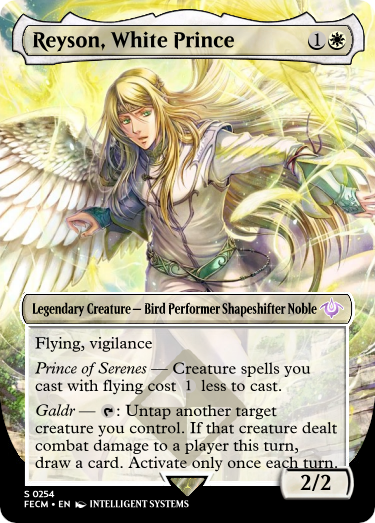 Reyson, White Prince 1
Legendary Creature — Bird Performer Shapeshifter Noble
Flying, vigilance
Prince of Serenes — Creature spells you
cast with flying cost 1 less to cast.
Galdr — : Untap another target
creature you control. If that creature dealt
combat damage to a player this turn,
draw a card. Activate only once each turn.
2/2
S 0254
FECM • EN INTELLIGENT SYSTEMS